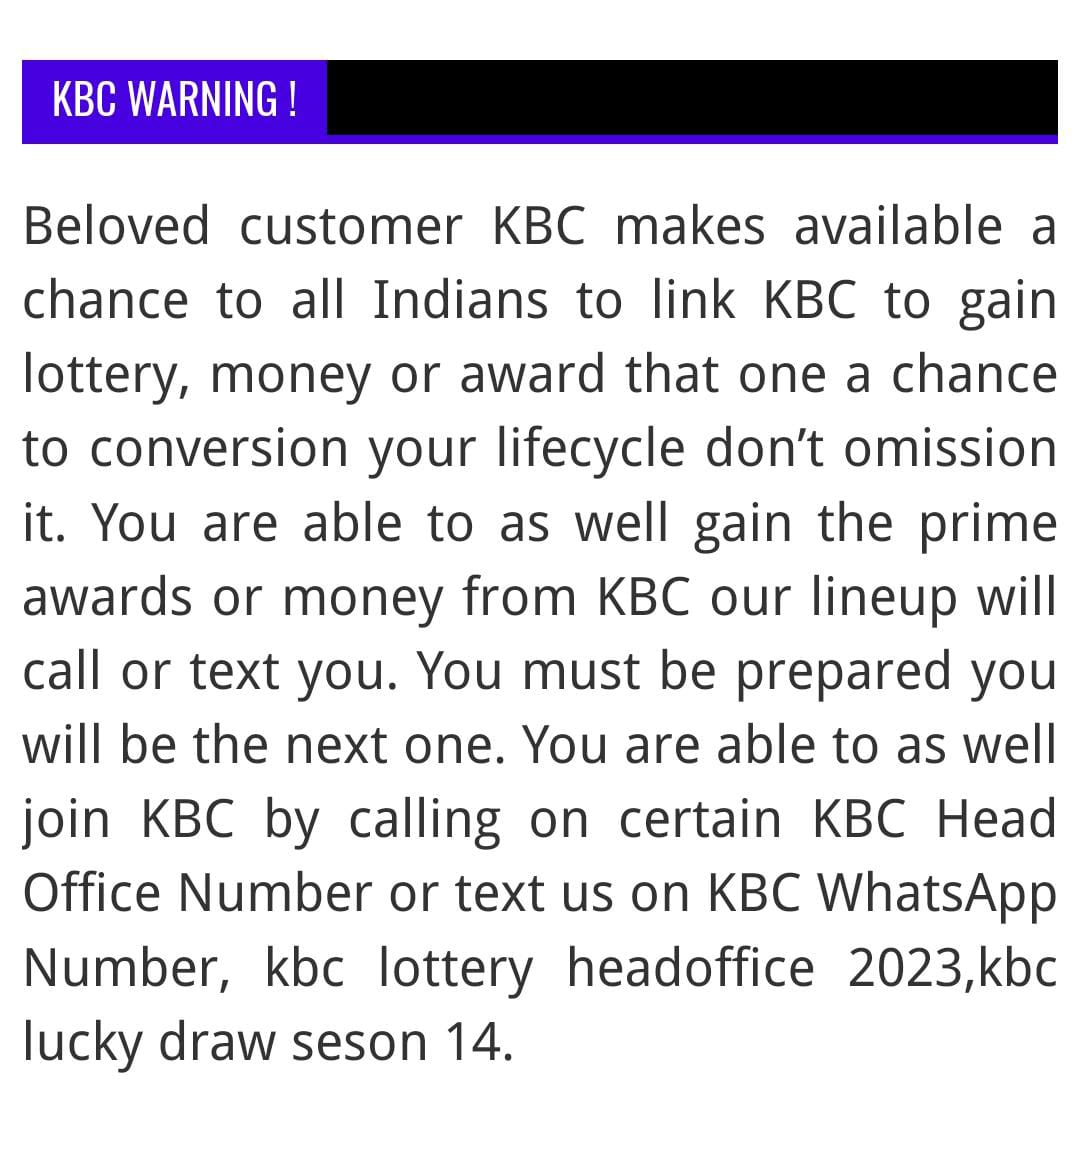 KBC WARNING !
Beloved customer KBC makes available a
chance to all Indians to link KBC to gain
lottery, money or award that one a chance
to conversion your lifecycle don’t omission
it. You are able to as well gain the prime
awards or money from KBC our lineup will
call or text you. You must be prepared you
will be the next one. You are able to as well
join KBC by calling on certain KBC Head
Office Number or text us on KBC WhatsApp
Number, kbc lottery headoffice 2023,kbc
lucky draw seson 14.